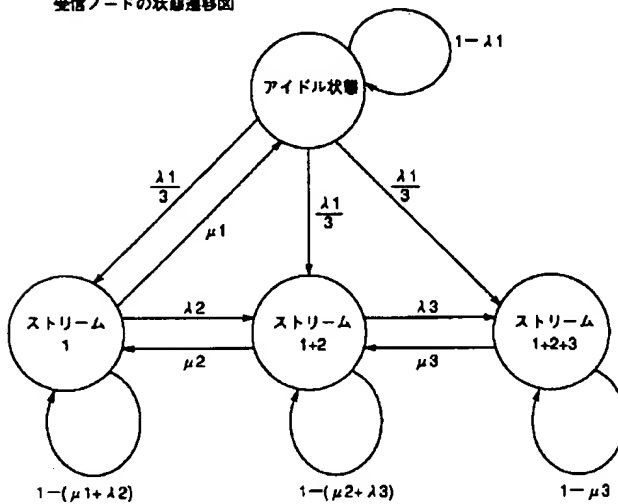 受信ノードの状態遷移図
1-λ1
アイドル状態
λ1/3
μ1
λ1/3
λ1/3
ストリーム
1
λ2
μ2
ストリーム
1+2
λ3
μ3
ストリーム
1+2+3
1-(μ1+λ2)
1-(μ2+λ3)
1-μ3